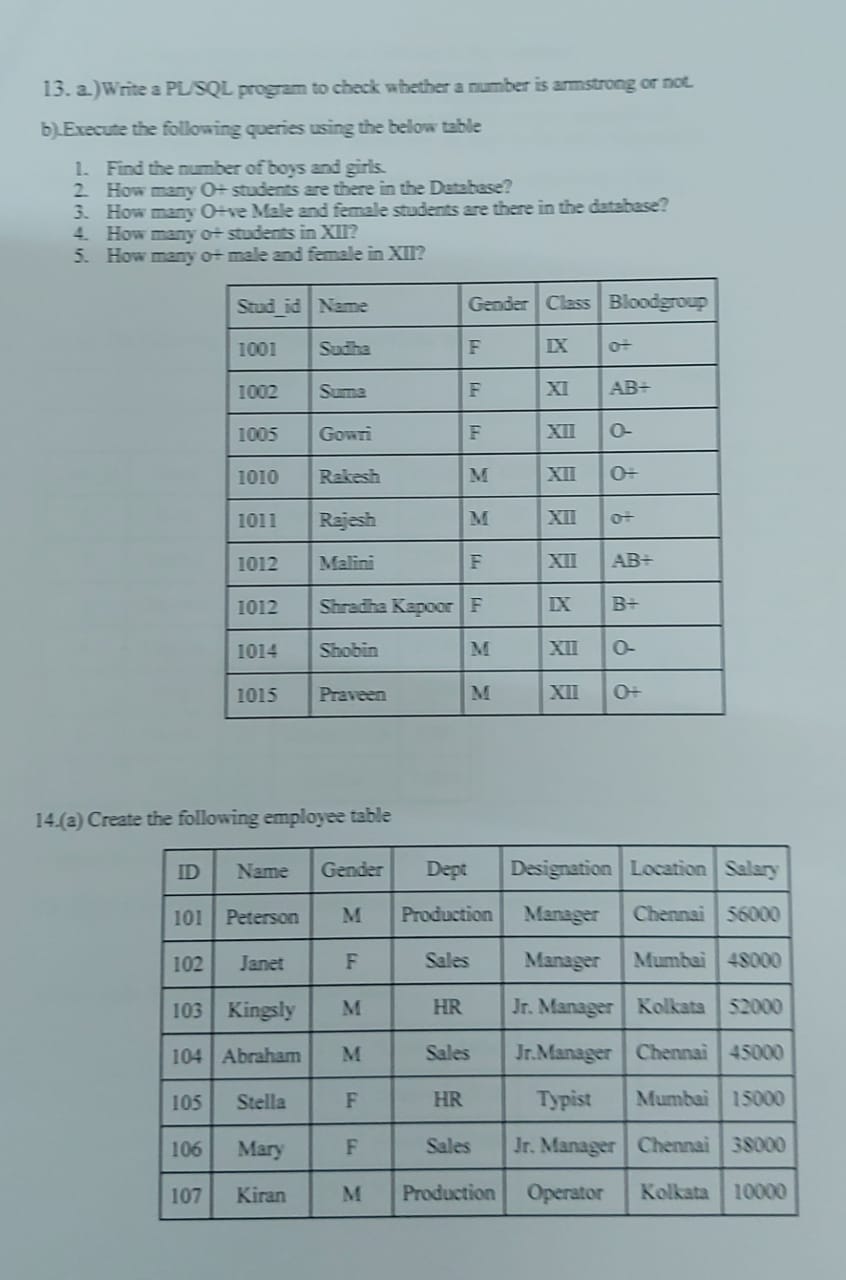 13. a.)Write a PL/SQL program to check whether a number is armstrong or not.
b).Execute the following queries using the below table
1. Find the number of boys and girls.
2. How many O+ students are there in the Database?
3. How many O+ve Male and female students are there in the database?
4. How many o+ students in XII?
5. How many o+ male and female in XII?
Stud_id Name Gender Class Bloodgroup
1001 Sudha F IX o+
1002 Suma F XI AB+
1005 Gowri F XII O-
1010 Rakesh M XII O+
1011 Rajesh M XII o+
1012 Malini F XII AB+
1012 Shradha Kapoor F IX B+
1014 Shobin M XII O-
1015 Praveen M XII O+
14.(a) Create the following employee table
ID Name Gender Dept Designation Location Salary
101 Peterson M Production Manager Chennai 56000
102 Janet F Sales Manager Mumbai 48000
103 Kingsly M HR Jr. Manager Kolkata 52000
104 Abraham M Sales Jr.Manager Chennai 45000
105 Stella F HR Typist Mumbai 15000
106 Mary F Sales Jr. Manager Chennai 38000
107 Kiran M Production Operator Kolkata 10000